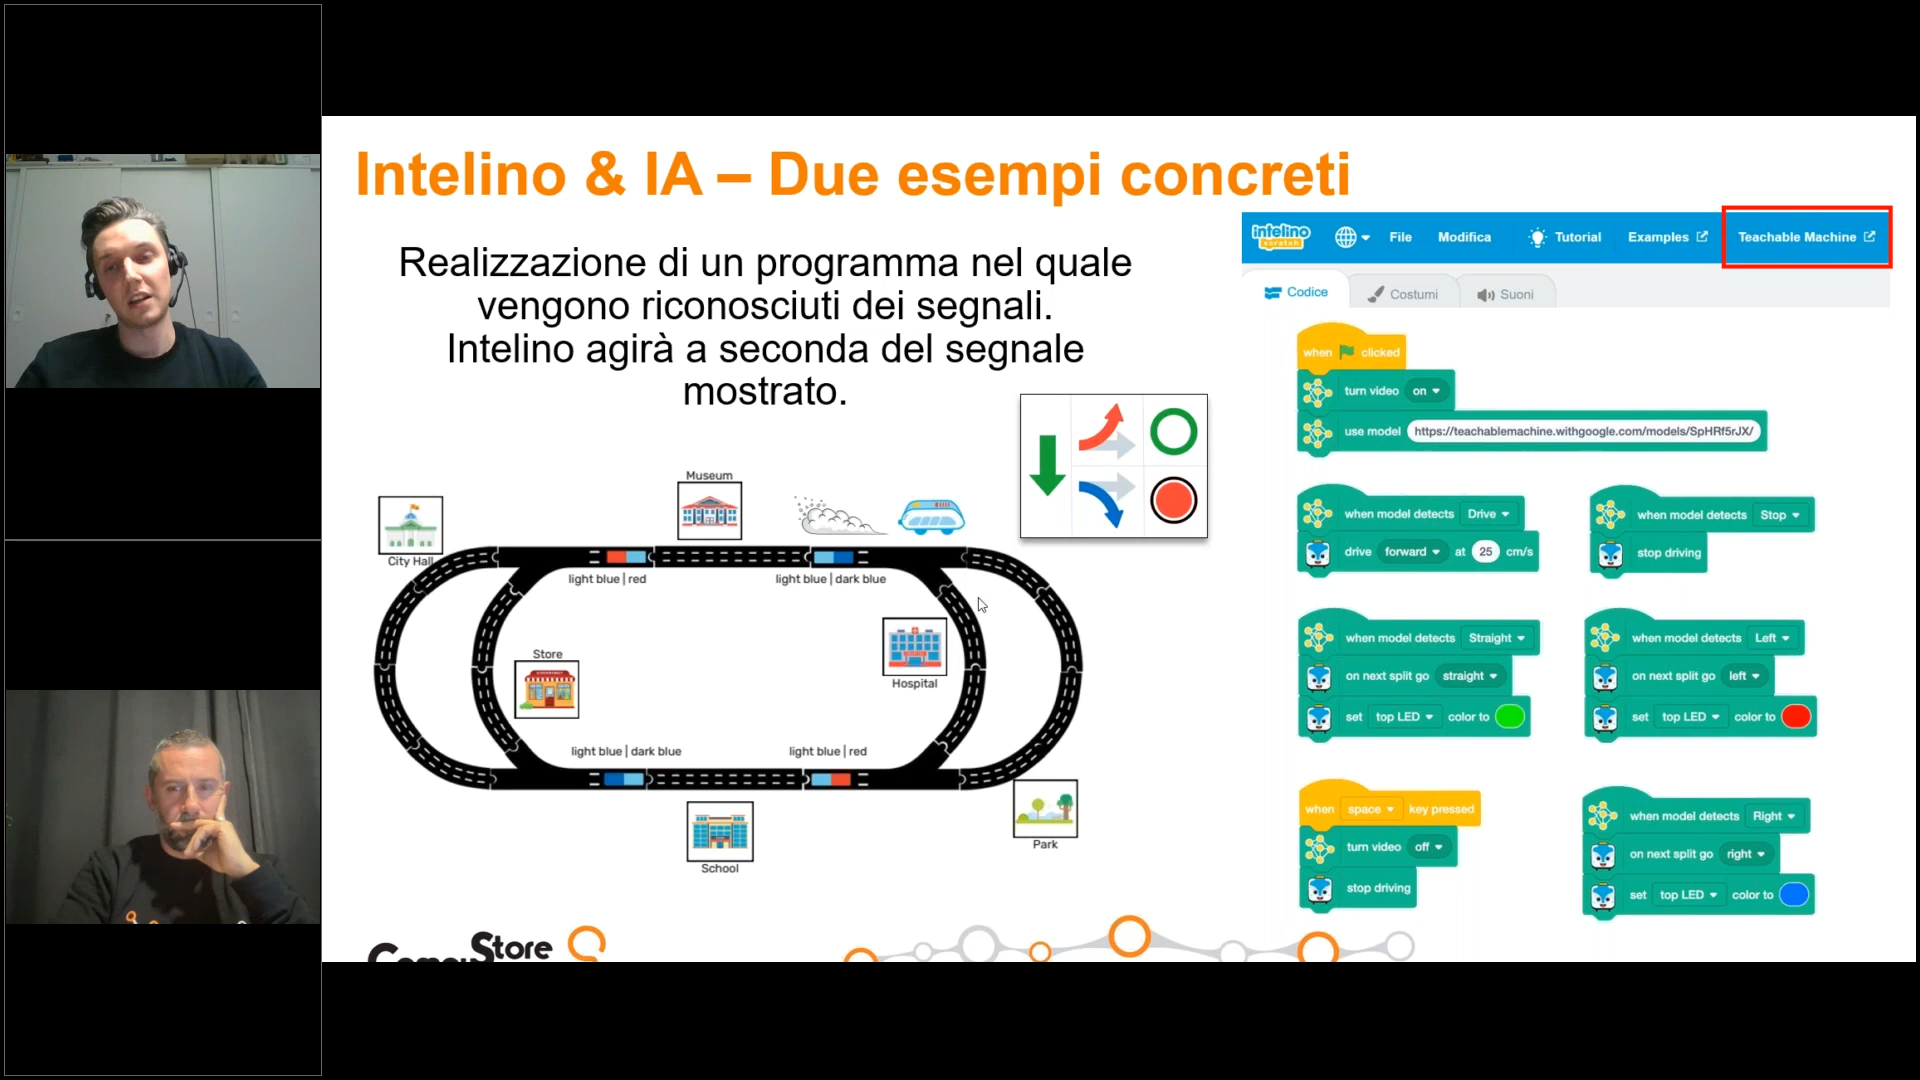 Intelino & IA – Due esempi concreti
Realizzazione di un programma nel quale
vengono riconosciuti dei segnali.
Intelino agirà a seconda del segnale
mostrato.
Museum
City Hall
light blue | red
light blue | dark blue
Store
Hospital
light blue | dark blue
light blue | red
School
Park
intelino
scratch
File
Modifica
Tutorial
Examples
Teachable Machine
Codice
Costumi
Suoni
when clicked
turn video on
use model https://teachablemachine.withgoogle.com/models/SpHRf5rJX/
when model detects Drive
drive forward at 25 cm/s
when model detects Stop
stop driving
when model detects Straight
on next split go straight
set top LED color to
when model detects Left
on next split go left
set top LED color to
when space key pressed
turn video off
stop driving
when model detects Right
on next split go right
set top LED color to
Store